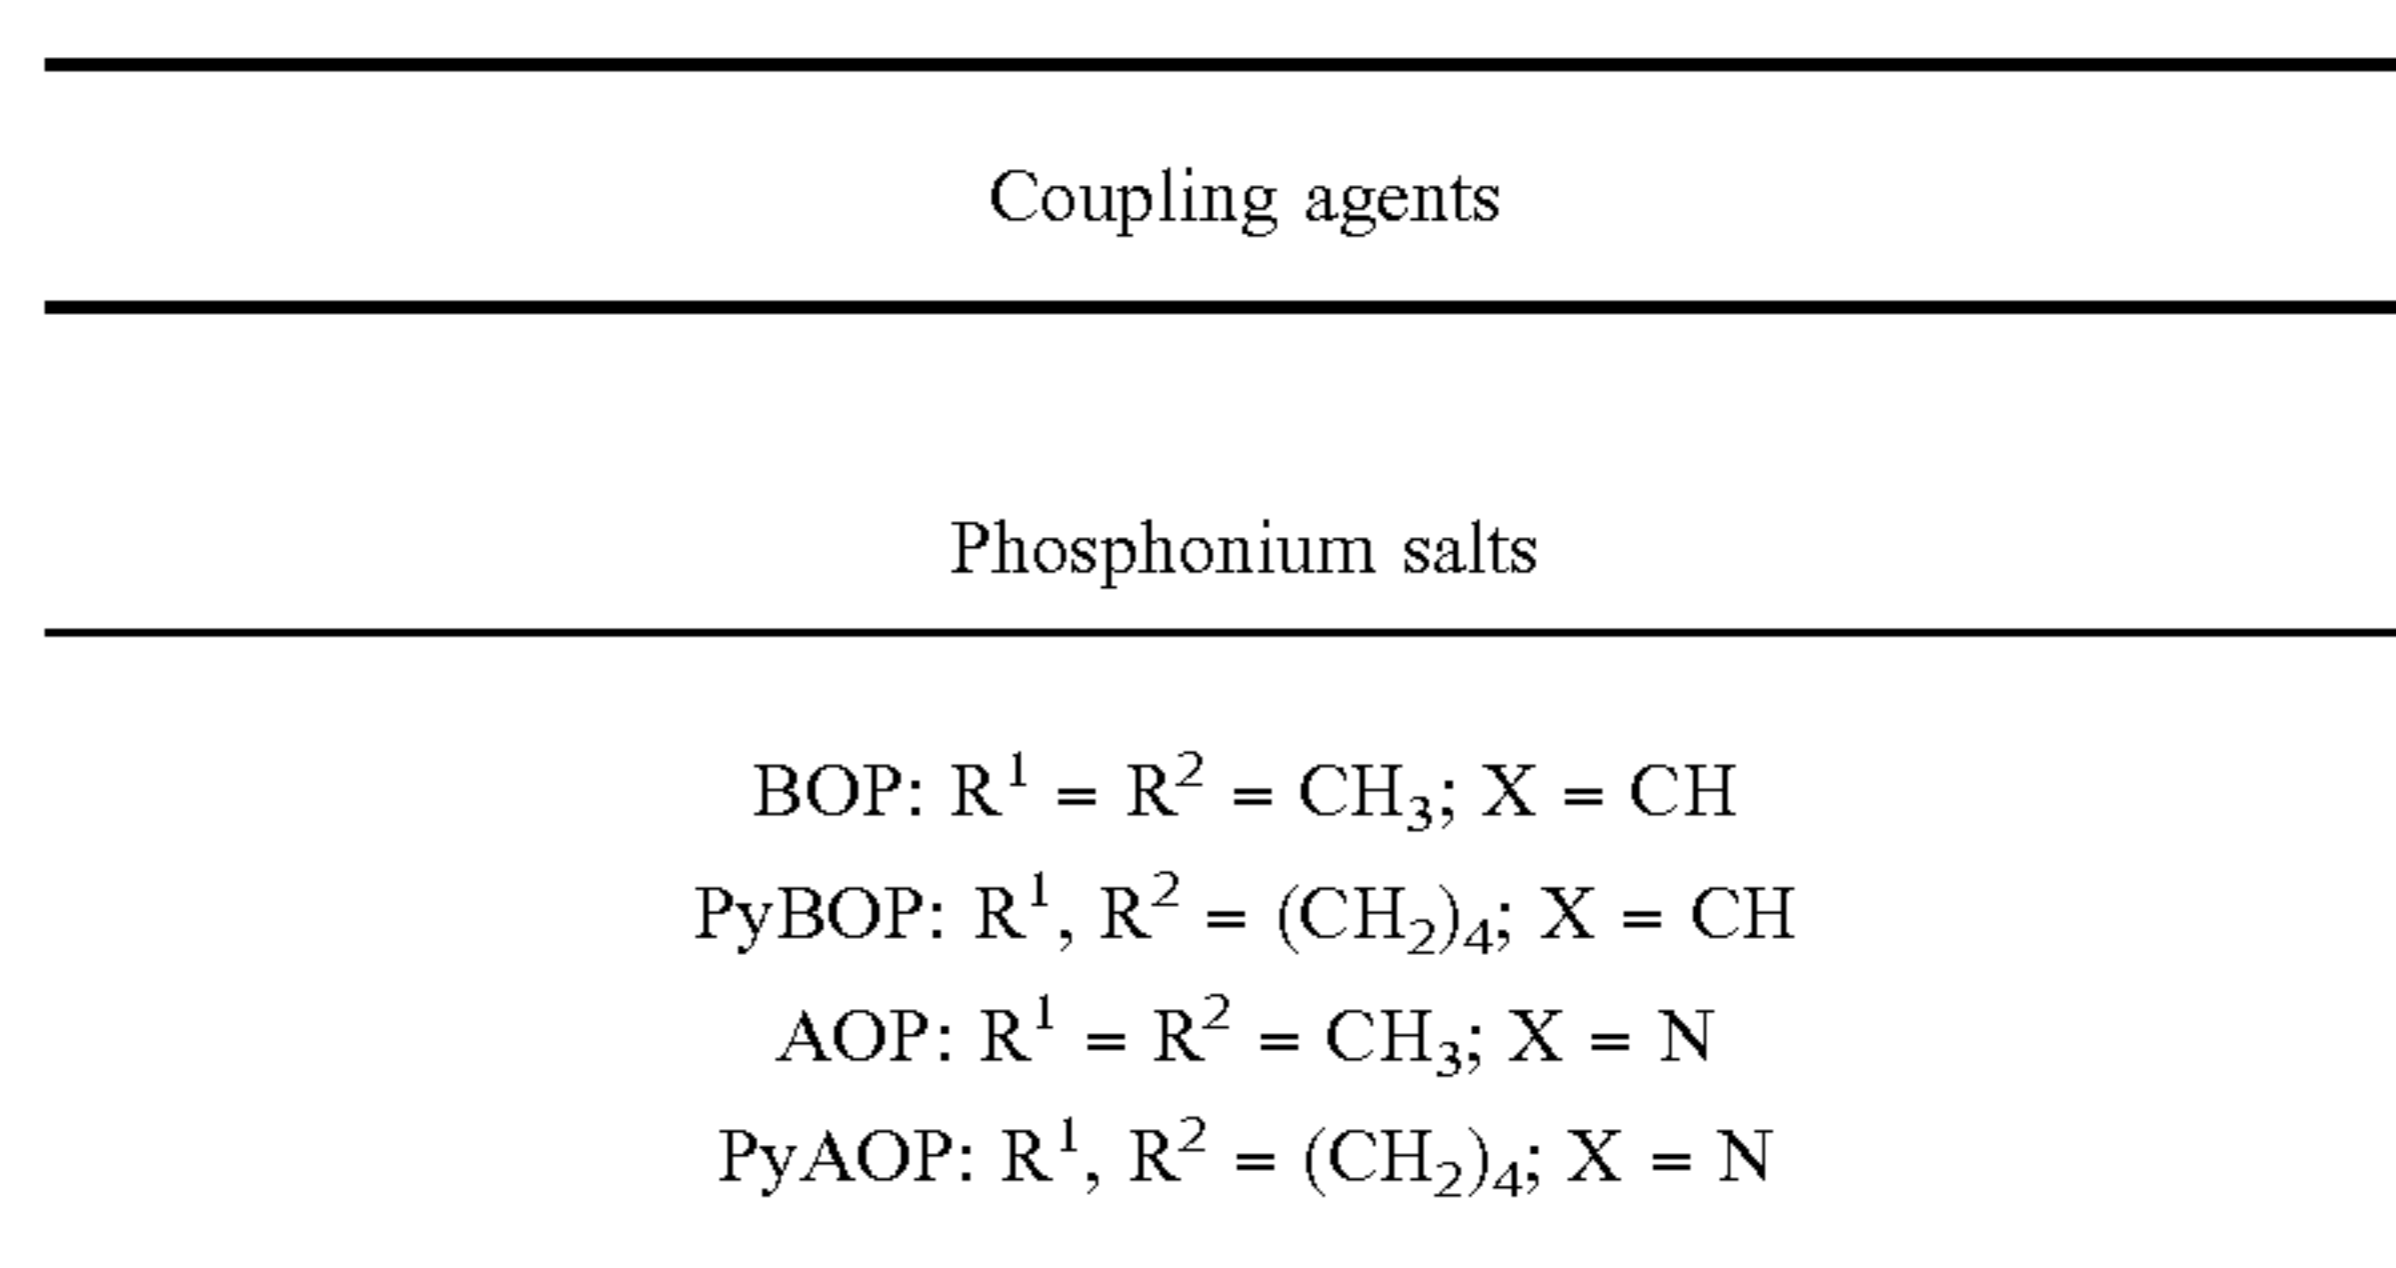 Coupling agents
Phosphonium salts
BOP: R¹ = R² = CH₃; X = CH
PyBOP: R¹, R² = (CH₂)₄; X = CH
AOP: R¹ = R² = CH₃; X = N
PyAOP: R¹, R² = (CH₂)₄; X = N